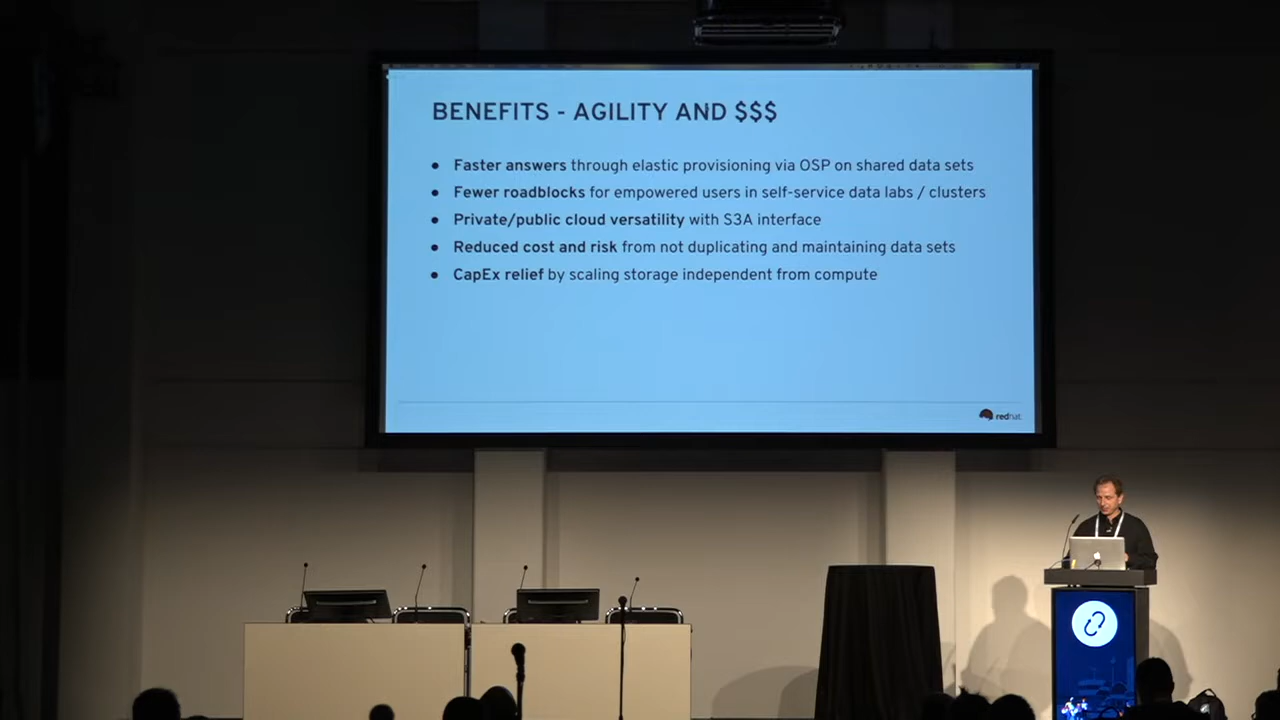 BENEFITS - AGILITY AND $$$
● Faster answers through elastic provisioning via OSP on shared data sets
● Fewer roadblocks for empowered users in self-service data labs / clusters
● Private/public cloud versatility with S3A interface
● Reduced cost and risk from not duplicating and maintaining data sets
● CapEx relief by scaling storage independent from compute
redhat.